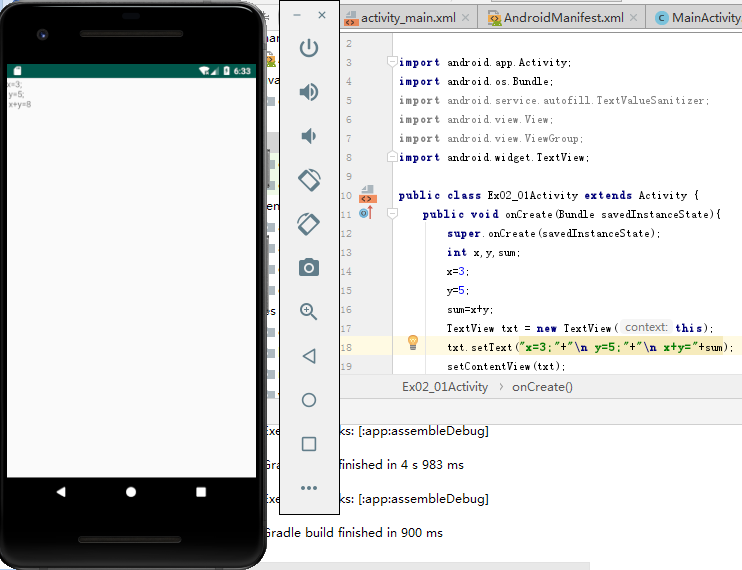 6:33
x=3;
y=5;
x+y=8
activity_main.xml
AndroidManifest.xml
MainActivity
2
3 import android.app.Activity;
4 import android.os.Bundle;
5 import android.service.autofill.TextValueSanitizer;
6 import android.view.View;
7 import android.view.ViewGroup;
8 import android.widget.TextView;
9
10 public class Ex02_01Activity extends Activity {
11 public void onCreate(Bundle savedInstanceState){
12 super.onCreate(savedInstanceState);
13 int x,y,sum;
14 x=3;
15 y=5;
16 sum=x+y;
17 TextView txt = new TextView( context: this);
18 txt.setText("x=3;"+"\n y=5;"+"\n x+y="+sum);
19 setContentView(txt);
Ex02_01Activity > onCreate()
ks: [:app:assembleDebug]
finished in 4 s 983 ms
ks: [:app:assembleDebug]
Gradle build finished in 900 ms